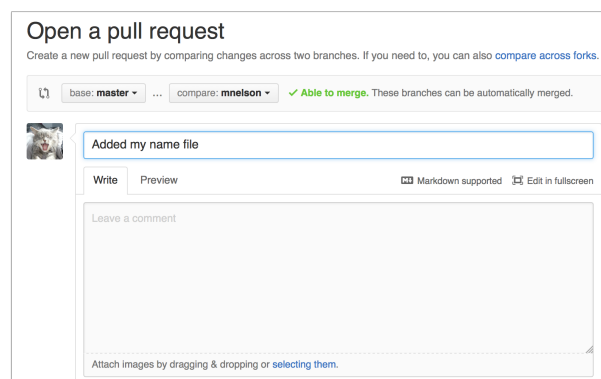 Open a pull request
Create a new pull request by comparing changes across two branches. If you need to, you can also compare across forks.
base: master ... compare: mnelson ✓ Able to merge. These branches can be automatically merged.
Added my name file
Write Preview Markdown supported Edit in fullscreen
Leave a comment
Attach images by dragging & dropping or selecting them.